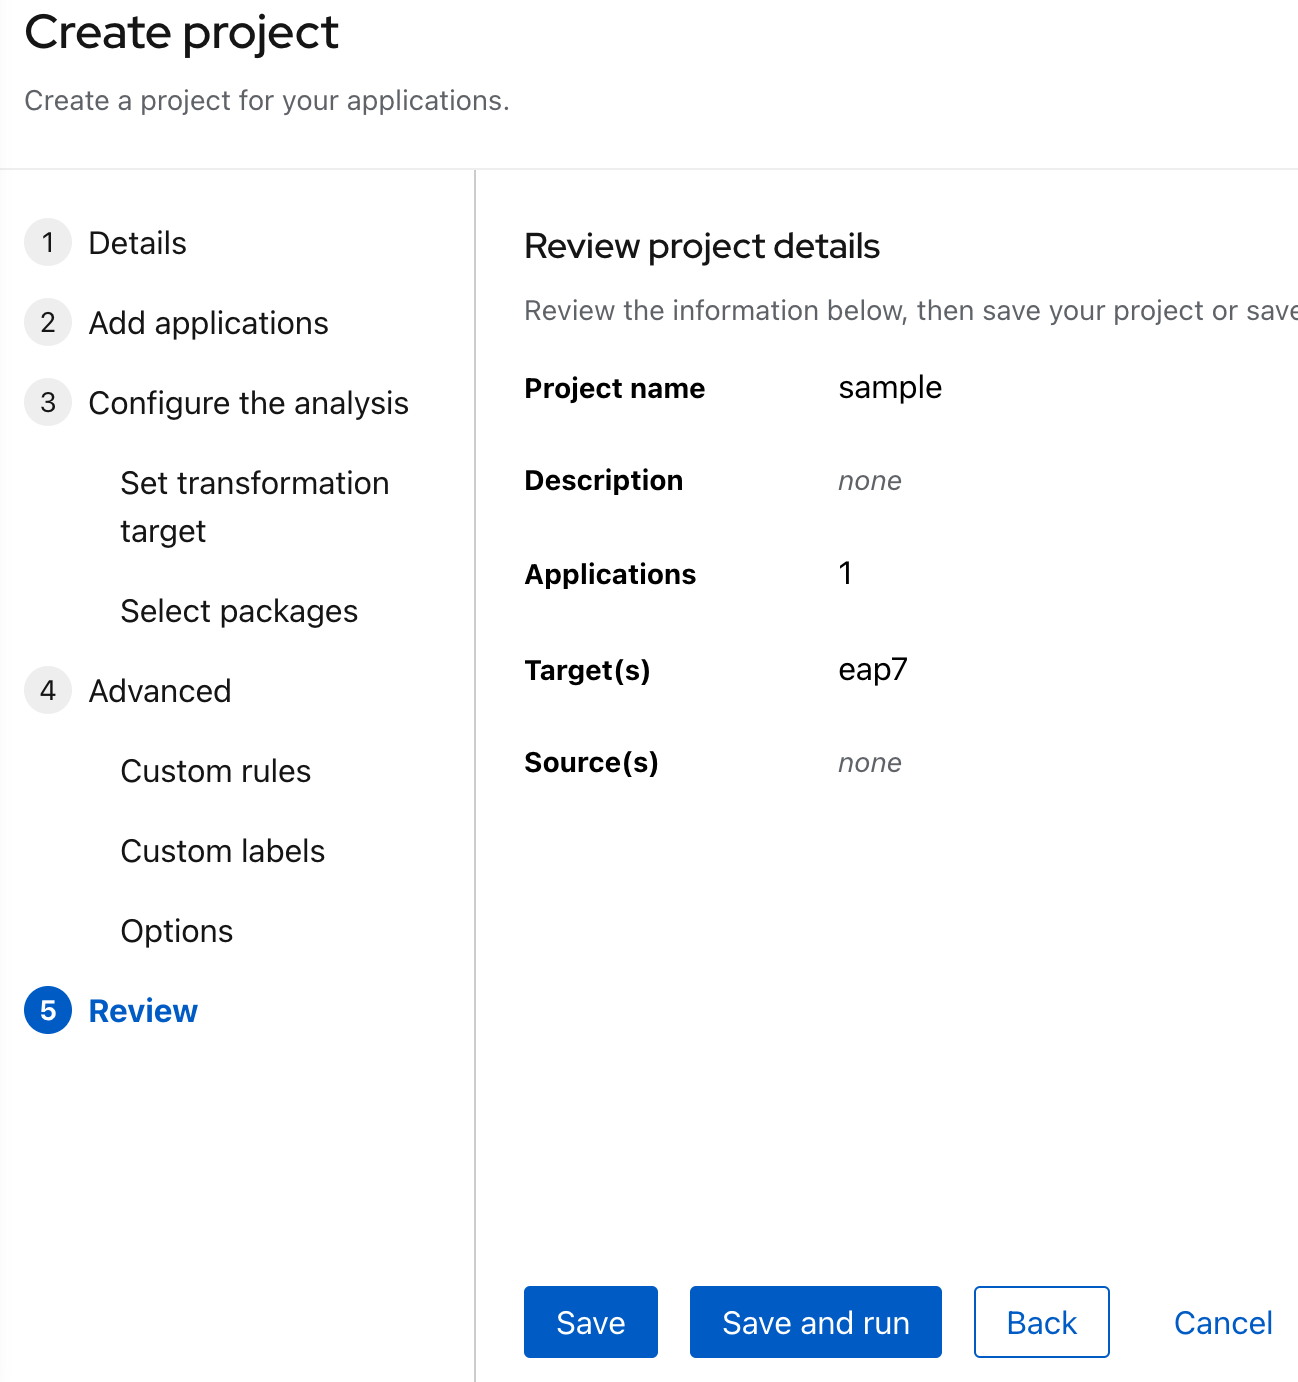 Create project
Create a project for your applications.
1 Details
2 Add applications
3 Configure the analysis
Set transformation
target
Select packages
4 Advanced
Custom rules
Custom labels
Options
5 Review
Review project details
Review the information below, then save your project or save
Project name sample
Description none
Applications 1
Target(s) eap7
Source(s) none
Save Save and run Back Cancel